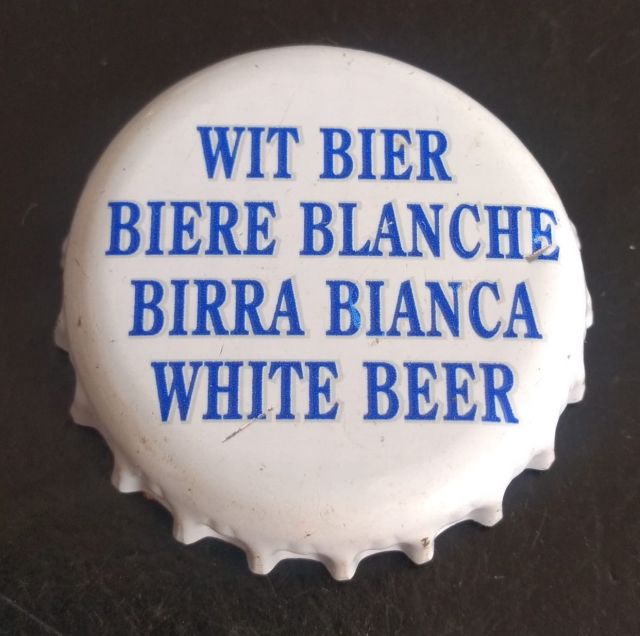 WIT BIER
BIERE BLANCHE
BIRRA BIANCA
WHITE BEER